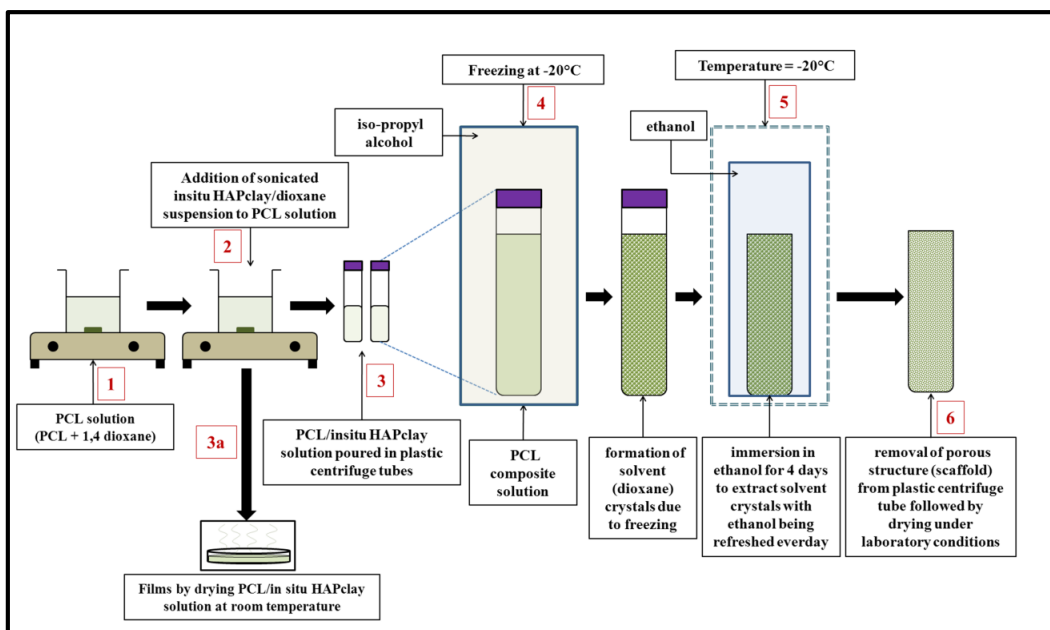 Freezing at -20°C
4
Temperature = -20°C
5
iso-propyl
alcohol
ethanol
Addition of sonicated
insitu HAPclay/dioxane
suspension to PCL solution
2
1
PCL solution
(PCL + 1,4 dioxane)
3
PCL/insitu HAPclay
solution poured in plastic
centrifuge tubes
3a
Films by drying PCL/in situ HAPclay
solution at room temperature
PCL
composite
solution
formation of
solvent
(dioxane)
crystals due
to freezing
immersion in
ethanol for 4 days
to extract solvent
crystals with
ethanol being
refreshed everday
6
removal of porous
structure (scaffold)
from plastic centrifuge
tube followed by
drying under
laboratory conditions